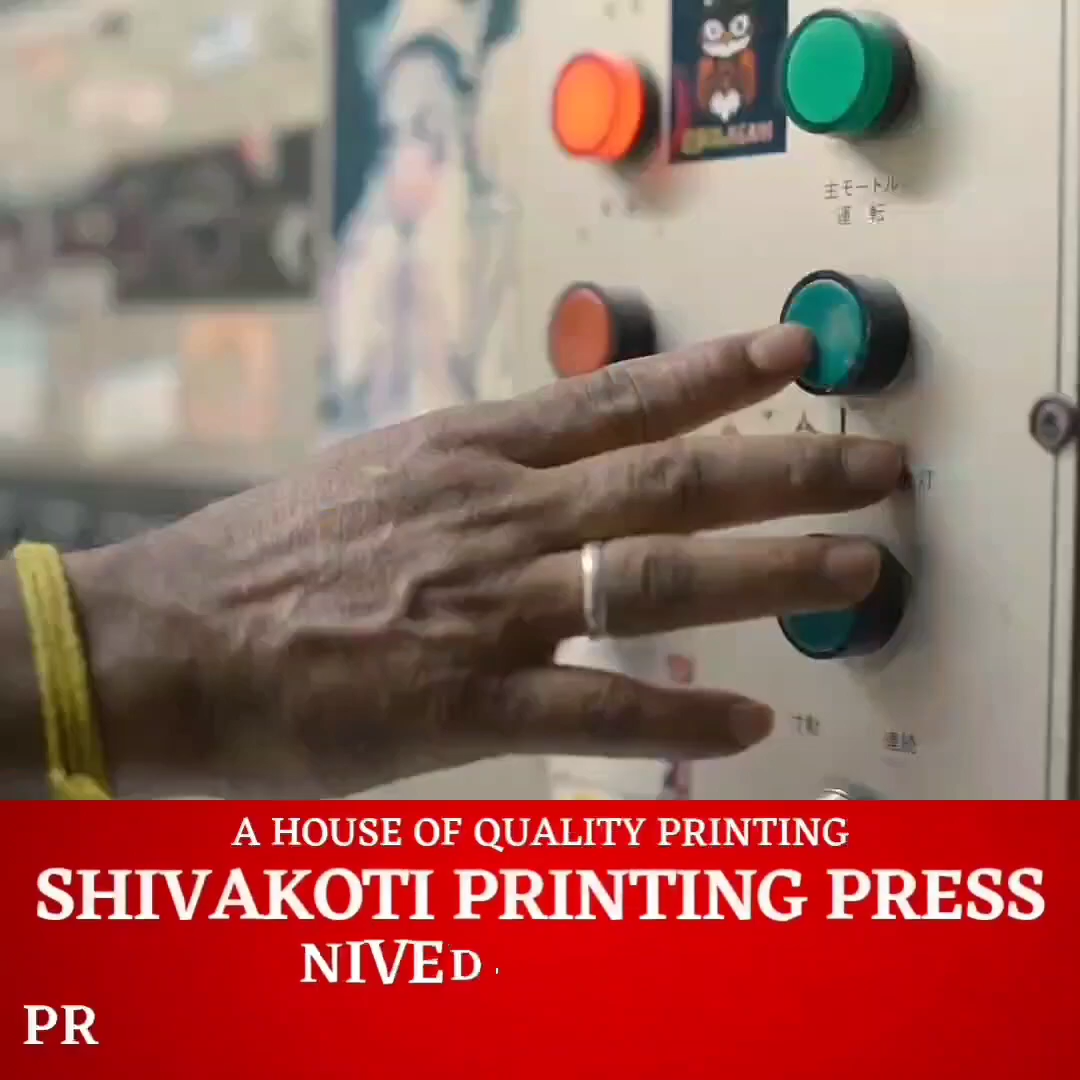 主モートル
運転
A HOUSE OF QUALITY PRINTING
SHIVAKOTI PRINTING PRESS
NIVED
PR